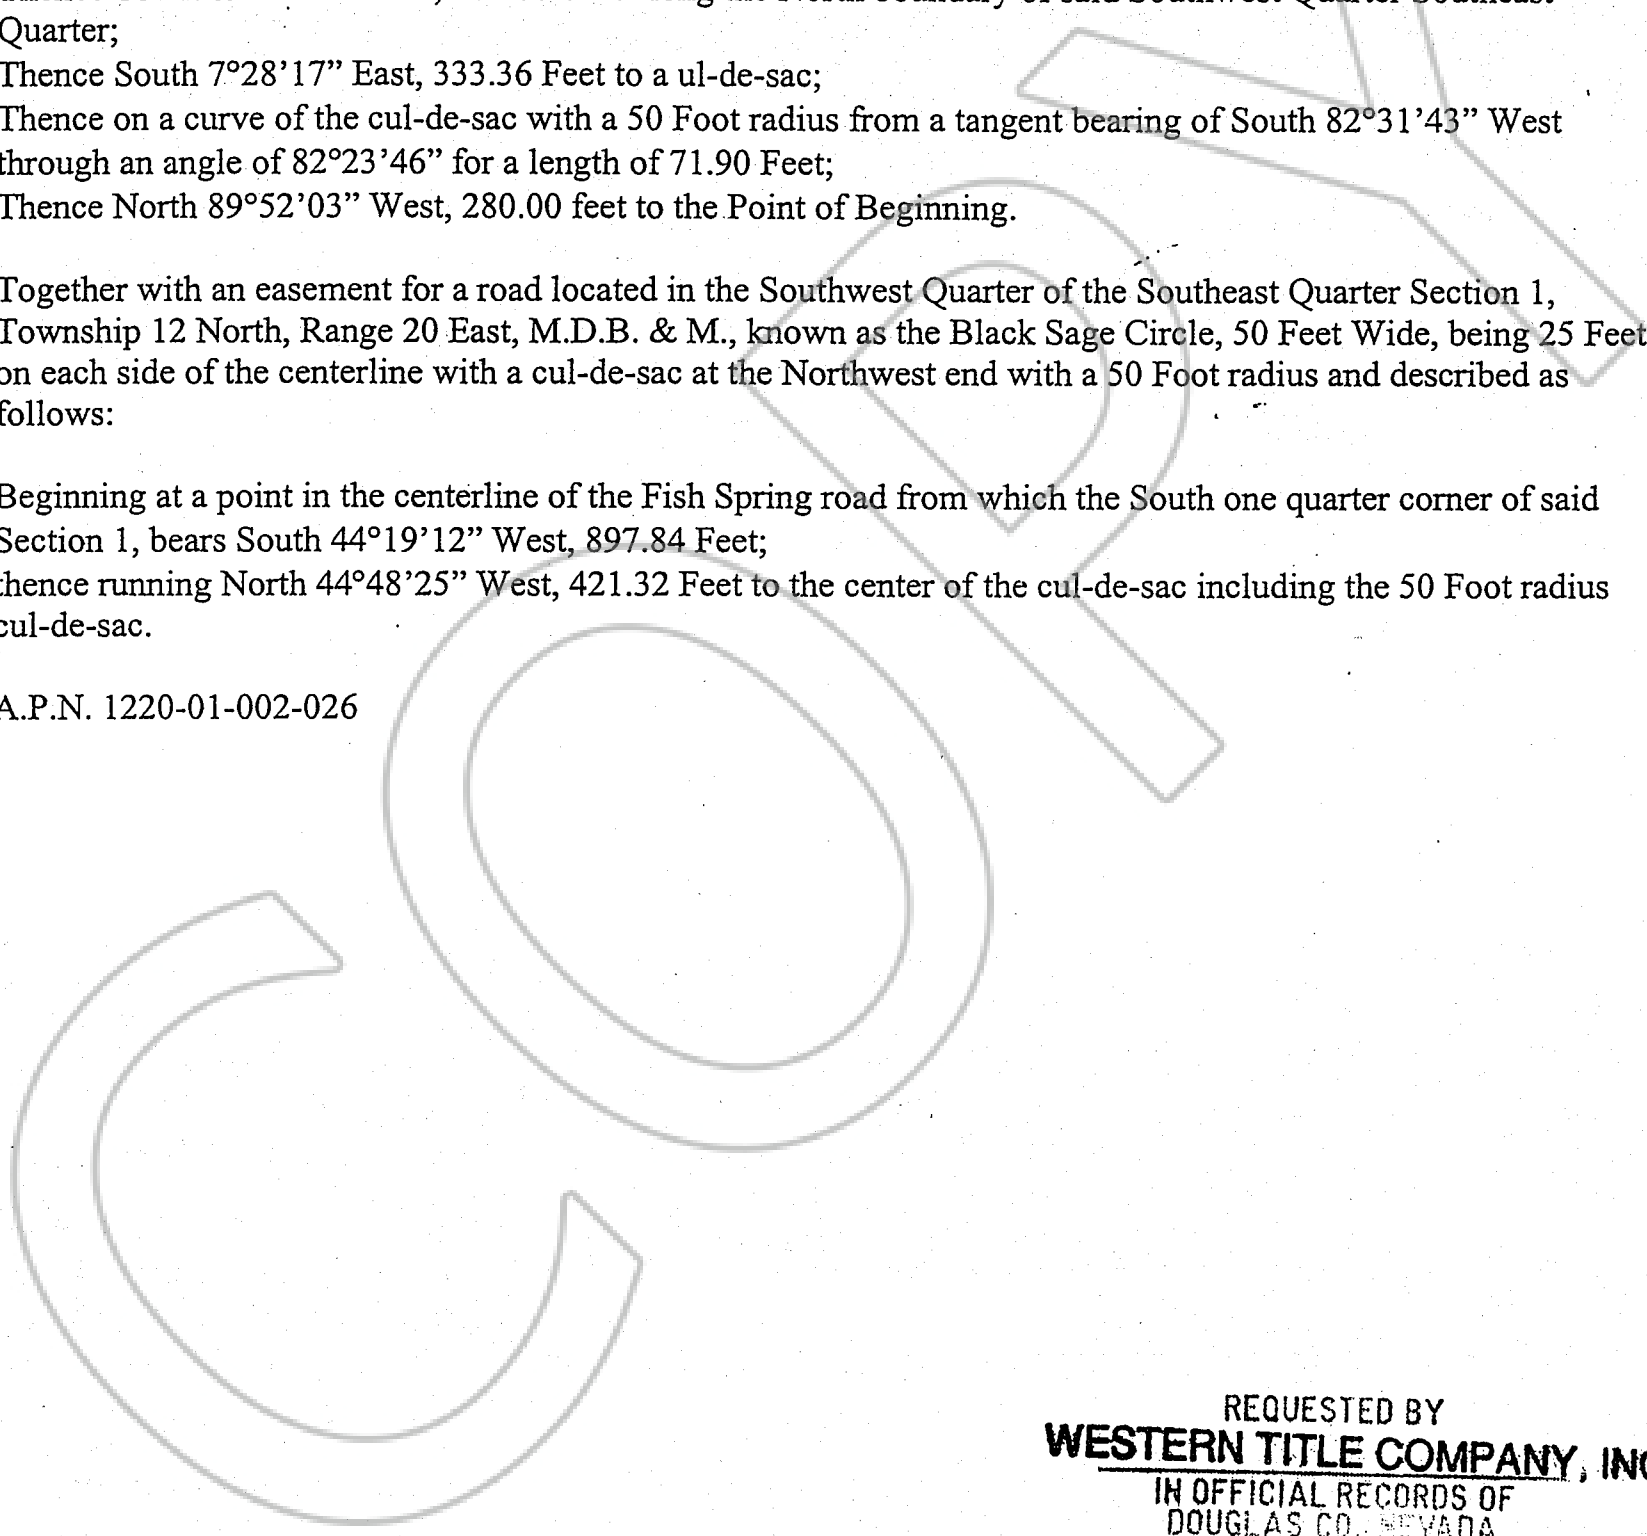 Quarter;
Thence South 7°28'17" East, 333.36 Feet to a ul-de-sac;
Thence on a curve of the cul-de-sac with a 50 Foot radius from a tangent bearing of South 82°31'43" West
through an angle of 82°23'46" for a length of 71.90 Feet;
Thence North 89°52'03" West, 280.00 feet to the Point of Beginning.
Together with an easement for a road located in the Southwest Quarter of the Southeast Quarter Section 1,
Township 12 North, Range 20 East, M.D.B. & M., known as the Black Sage Circle, 50 Feet Wide, being 25 Feet
on each side of the centerline with a cul-de-sac at the Northwest end with a 50 Foot radius and described as
follows:
Beginning at a point in the centerline of the Fish Spring road from which the South one quarter corner of said
Section 1, bears South 44°19'12" West, 897.84 Feet;
thence running North 44°48'25" West, 421.32 Feet to the center of the cul-de-sac including the 50 Foot radius
cul-de-sac.
A.P.N. 1220-01-002-026
COPY
REQUESTED BY
WESTERN TITLE COMPANY, INC
IN OFFICIAL RECORDS OF
DOUGLAS CO. NEVADA